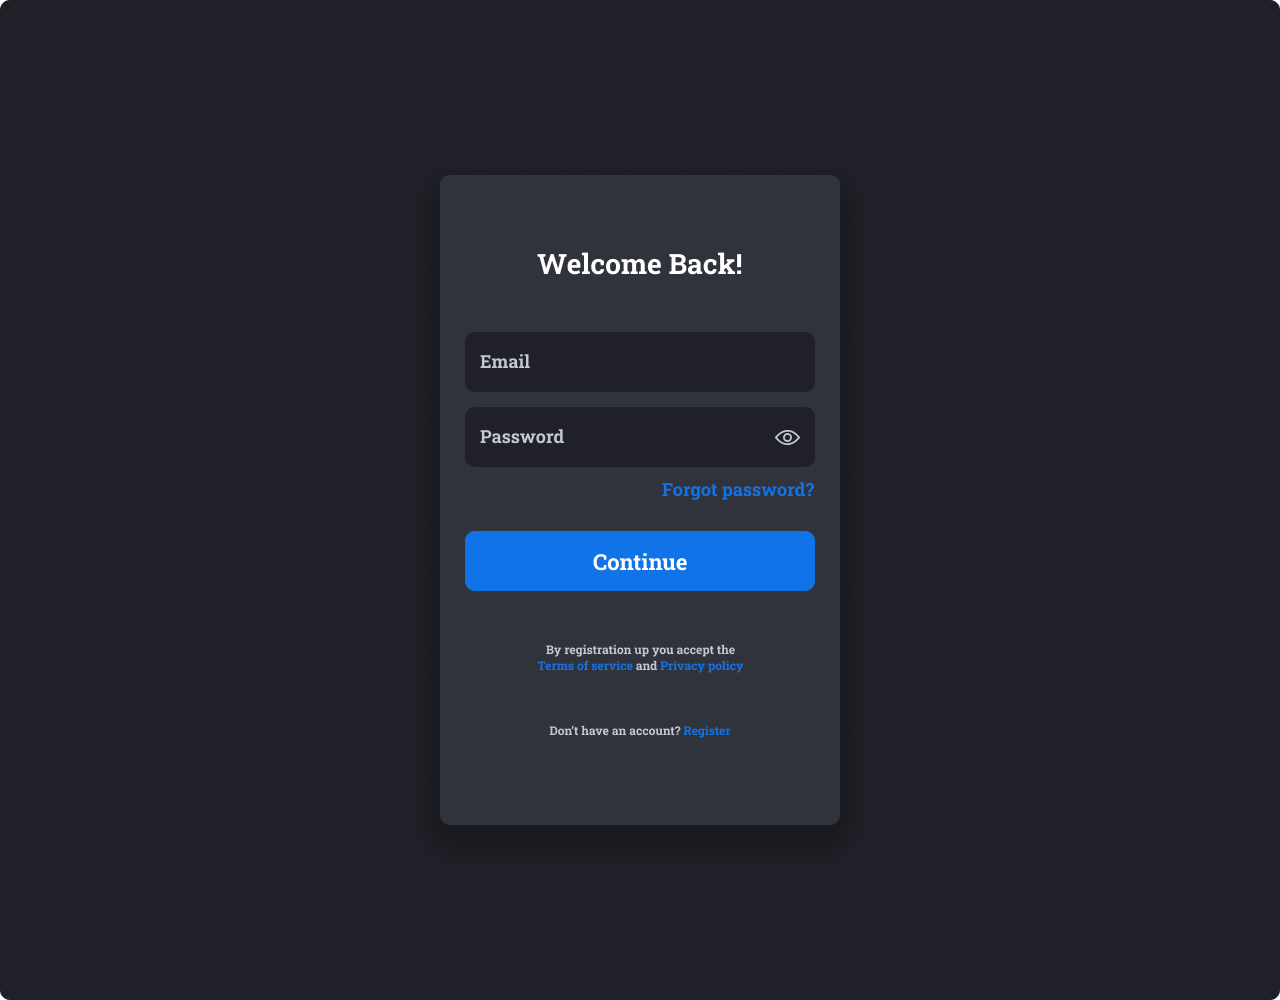 Welcome Back!
Email
Password
Forgot password?
Continue
By registration up you accept the
Terms of service and Privacy policy
Don't have an account? Register